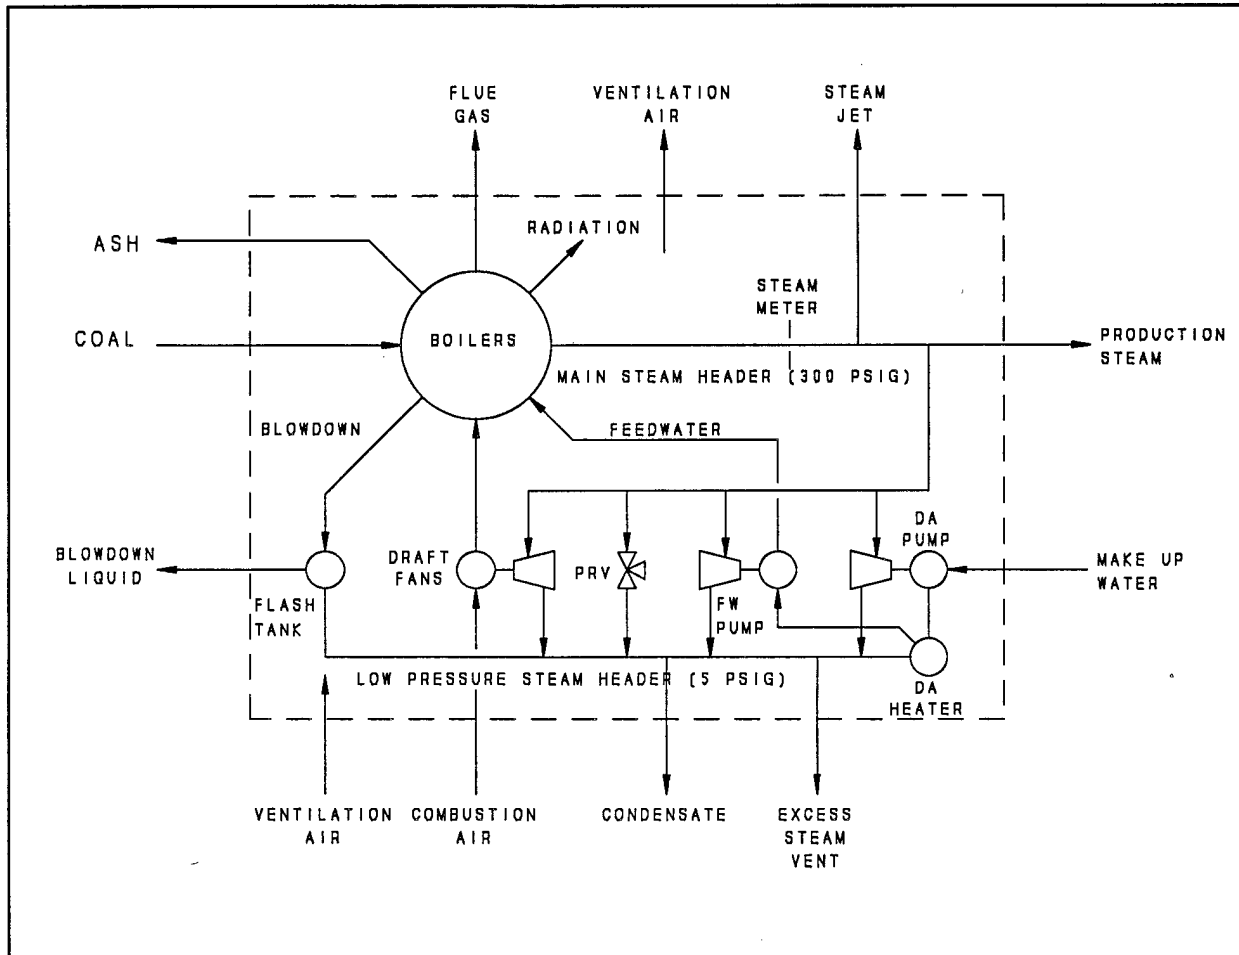 FLUE
GAS
VENTILATION
AIR
STEAM
JET
ASH
RADIATION
STEAM
METER
COAL
BOILERS
PRODUCTION
STEAM
MAIN STEAM HEADER (300 PSIG)
BLOWDOWN
FEEDWATER
BLOWDOWN
LIQUID
FLASH
TANK
DRAFT
FANS
PRV
FW
PUMP
DA
PUMP
MAKE UP
WATER
LOW PRESSURE STEAM HEADER (5 PSIG)
DA
HEATER
VENTILATION
AIR
COMBUSTION
AIR
CONDENSATE
EXCESS
STEAM
VENT